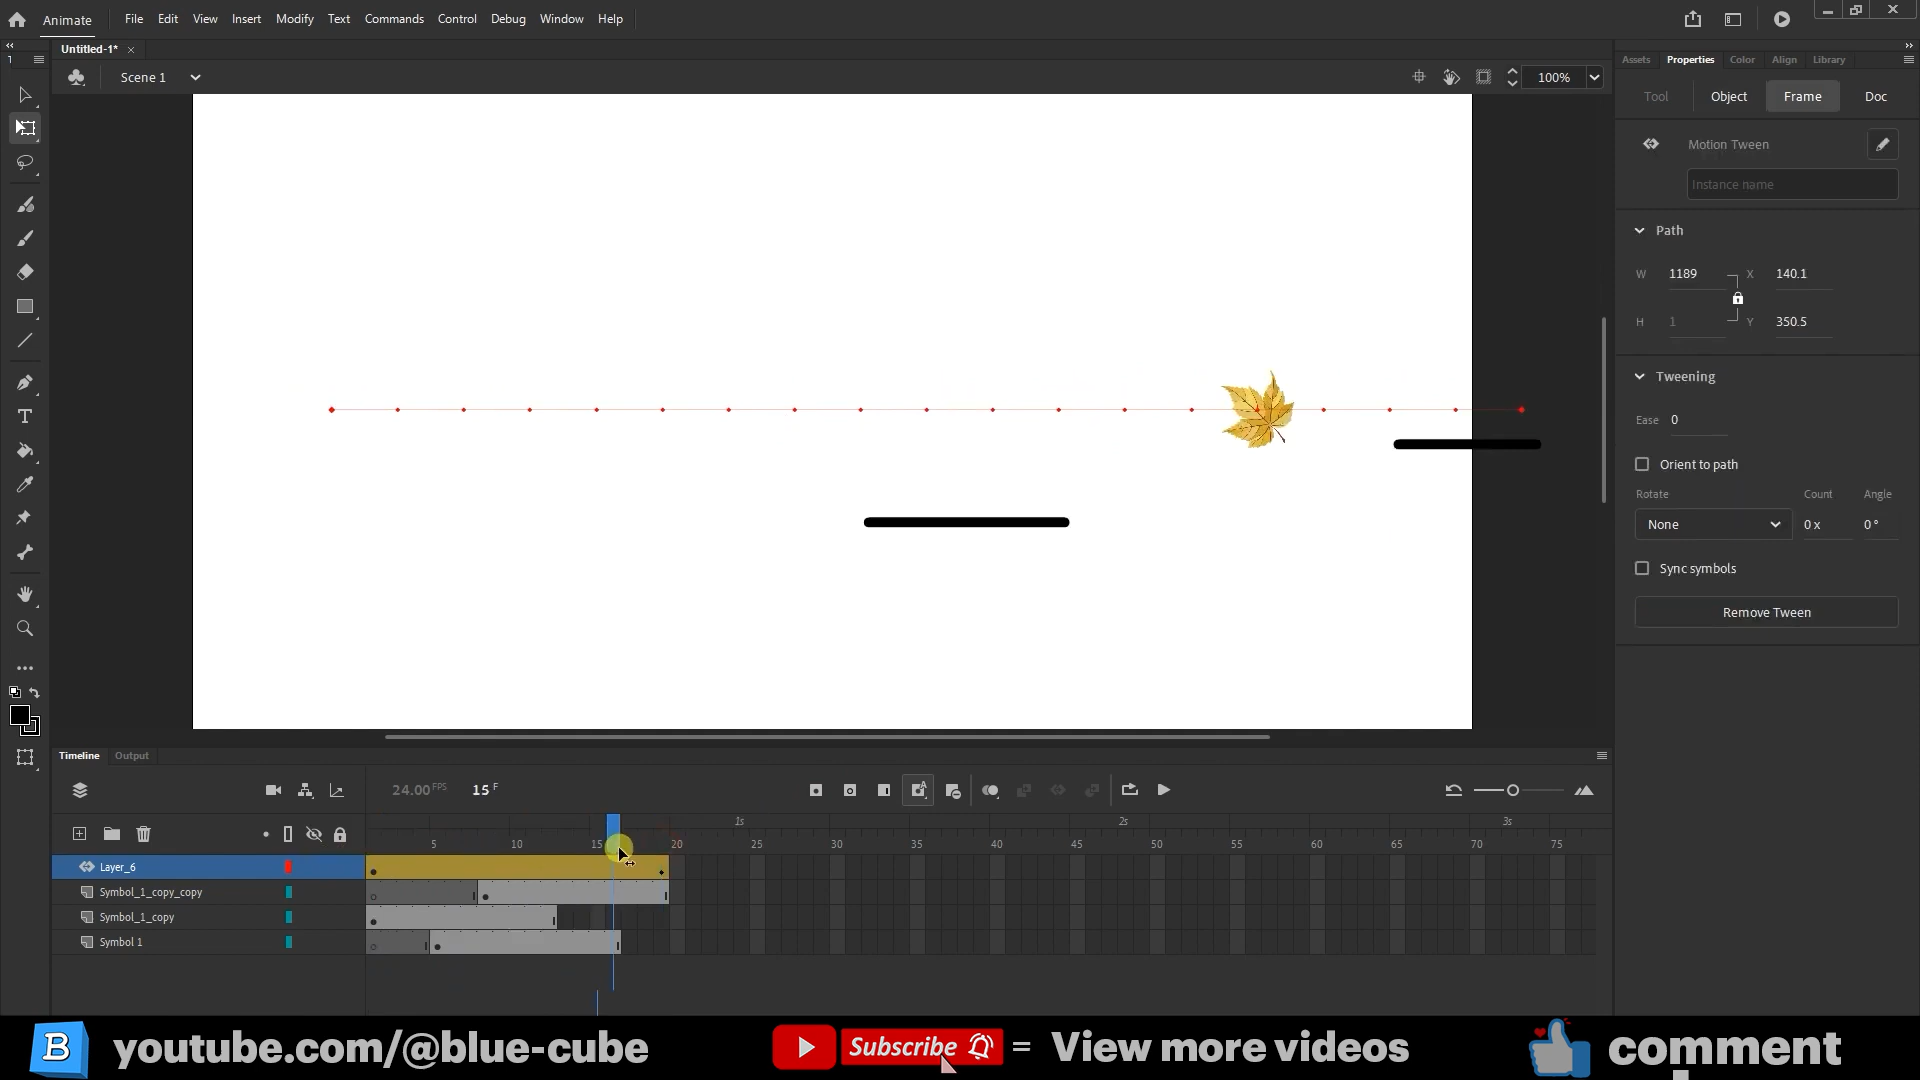 Animate File Edit View Insert Modify Text Commands Control Debug Window Help
Untitled-1*
Scene 1
100%
Assets Properties Color Align Library
Tool Object Frame Doc
Motion Tween
Instance name
Path
W 1189 X 140.1
H 1 Y 350.5
Tweening
Ease 0
Orient to path
Rotate Count Angle
None 0 x 0°
Sync symbols
Remove Tween
Timeline Output
24.00 FPS 15 F
1s 2s 3s
5 10 15 20 25 30 35 40 45 50 55 60 65 70 75
Layer_6
Symbol_1_copy_copy
Symbol_1_copy
Symbol 1
B youtube.com/@blue-cube Subscribe = View more videos comment